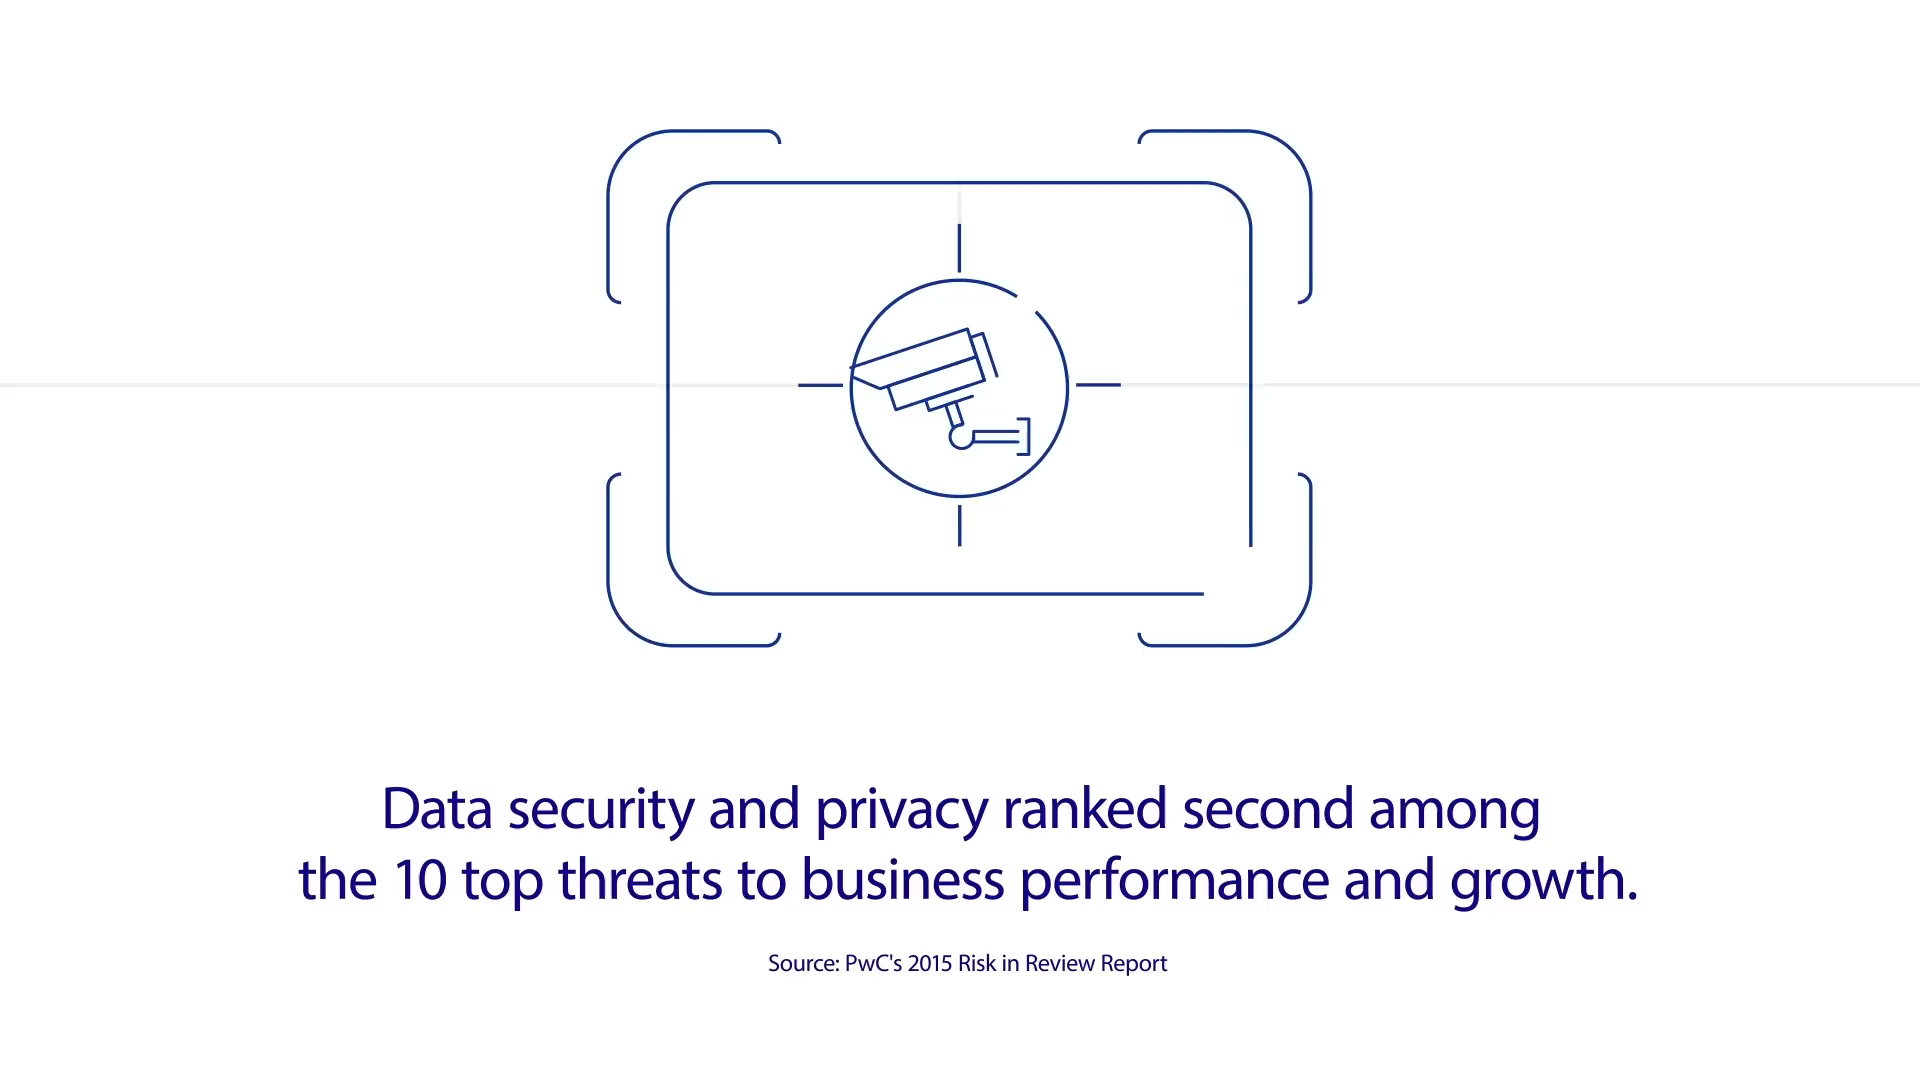 Data security and privacy ranked second among
the 10 top threats to business performance and growth.
Source: PwC's 2015 Risk in Review Report